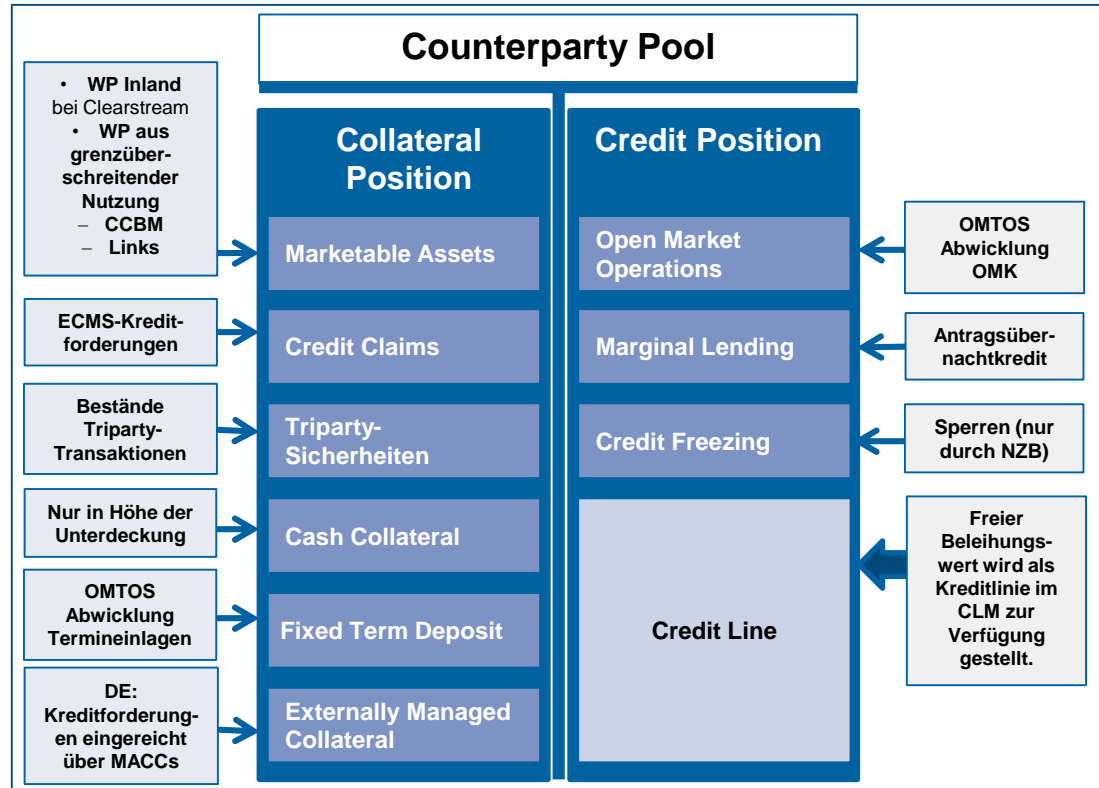 Counterparty Pool
• WP Inland
bei Clearstream
• WP aus
grenzüber-
schreitender
Nutzung
– CCBM
– Links
ECMS-Kredit-
forderungen
Bestände
Triparty-
Transaktionen
Nur in Höhe der
Unterdeckung
OMTOS
Abwicklung
Termineinlagen
DE:
Kreditforderung-
en eingereicht
über MACCs
Collateral
Position
Marketable Assets
Credit Claims
Triparty-
Sicherheiten
Cash Collateral
Fixed Term Deposit
Externally Managed
Collateral
Credit Position
Open Market
Operations
Marginal Lending
Credit Freezing
Credit Line
OMTOS
Abwicklung
OMK
Antragsüber-
nachtkredit
Sperren (nur
durch NZB)
Freier
Beleihungs-
wert wird als
Kreditlinie im
CLM zur
Verfügung
gestellt.